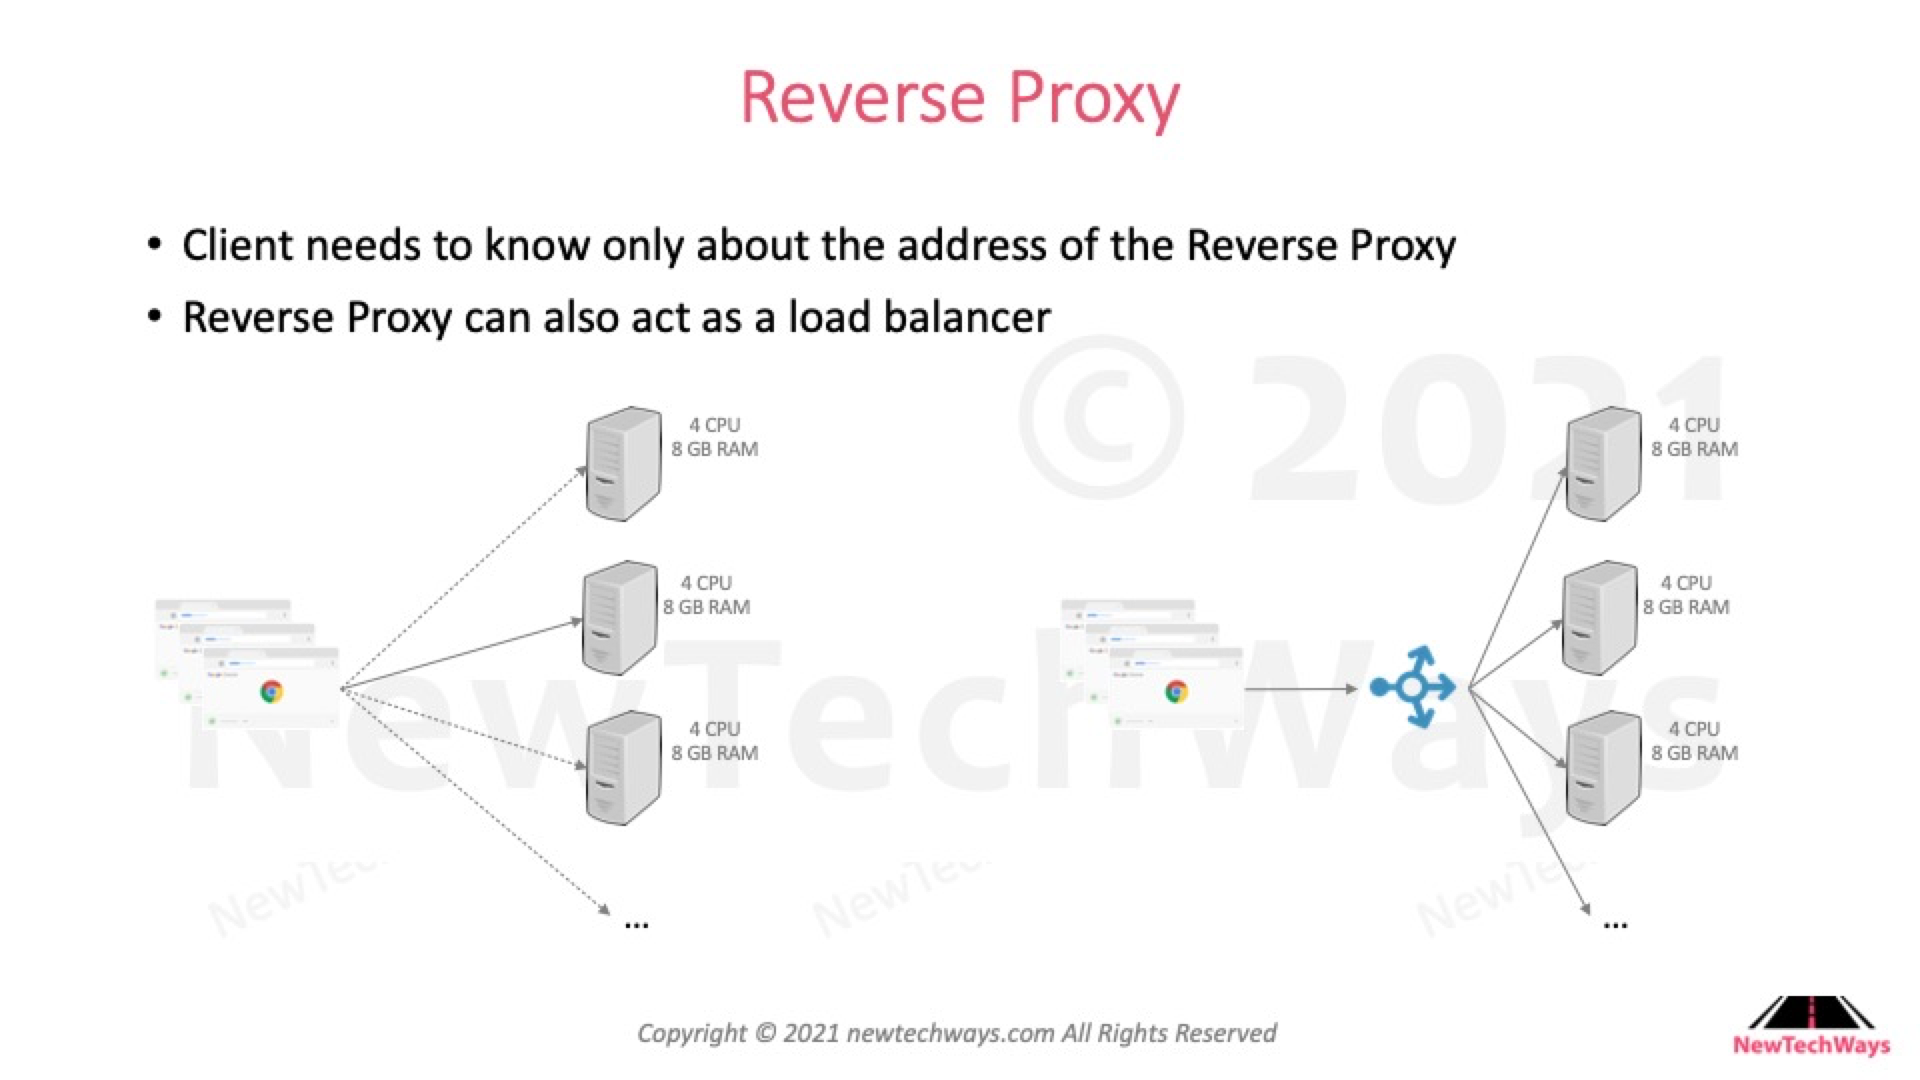 Reverse Proxy
• Client needs to know only about the address of the Reverse Proxy
• Reverse Proxy can also act as a load balancer
© 2021
NewTechWays
4 CPU
8 GB RAM
4 CPU
8 GB RAM
4 CPU
8 GB RAM
...
4 CPU
8 GB RAM
4 CPU
8 GB RAM
4 CPU
8 GB RAM
...
Copyright © 2021 newtechways.com All Rights Reserved
NewTechWays